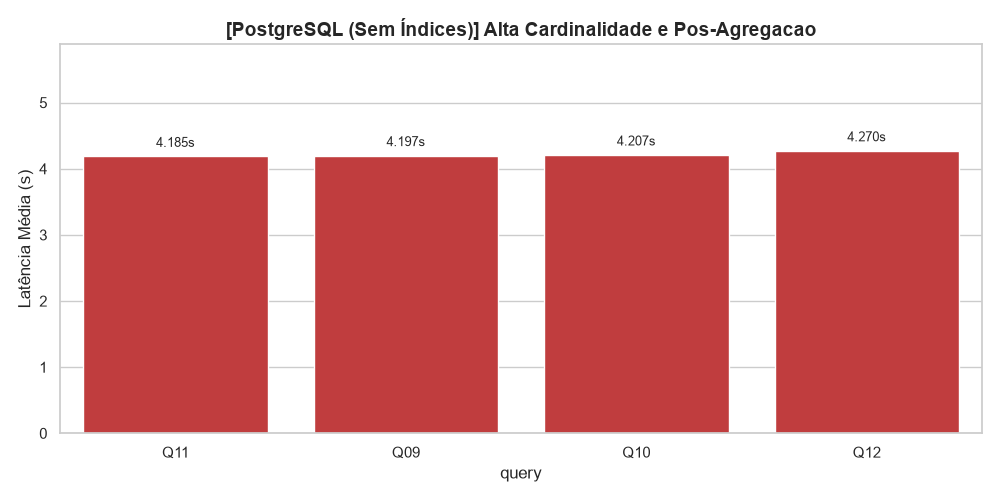 [PostgreSQL (Sem Índices)] Alta Cardinalidade e Pos-Agregacao
Latência Média (s)
5
4
3
2
1
0
4.185s
4.197s
4.207s
4.270s
Q11
Q09
Q10
Q12
query